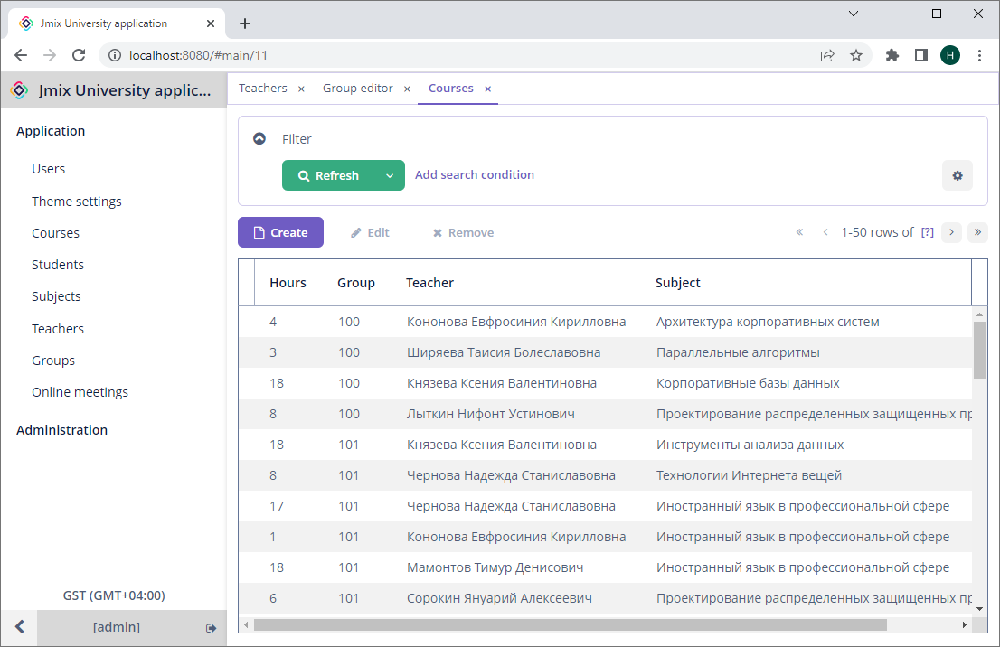 Jmix University application
localhost:8080/#main/11
H
Jmix University applic...
Teachers
Group editor
Courses
Application
Users
Theme settings
Courses
Students
Subjects
Teachers
Groups
Online meetings
Administration
GST (GMT+04:00)
[admin]
Filter
Refresh
Add search condition
Create
Edit
Remove
1-50 rows of [?]
Hours Group Teacher Subject
4 100 Кононова Евфросиния Кирилловна Архитектура корпоративных систем
3 100 Ширяева Таисия Болеславовна Параллельные алгоритмы
18 100 Князева Ксения Валентиновна Корпоративные базы данных
8 100 Лыткин Нифонт Устинович Проектирование распределенных защищенных пр
18 101 Князева Ксения Валентиновна Инструменты анализа данных
8 101 Чернова Надежда Станиславовна Технологии Интернета вещей
17 101 Чернова Надежда Станиславовна Иностранный язык в профессиональной сфере
1 101 Кононова Евфросиния Кирилловна Иностранный язык в профессиональной сфере
18 101 Мамонтов Тимур Денисович Иностранный язык в профессиональной сфере
6 101 Сорокин Януарий Алексеевич Проектирование распределенных защищенных пр